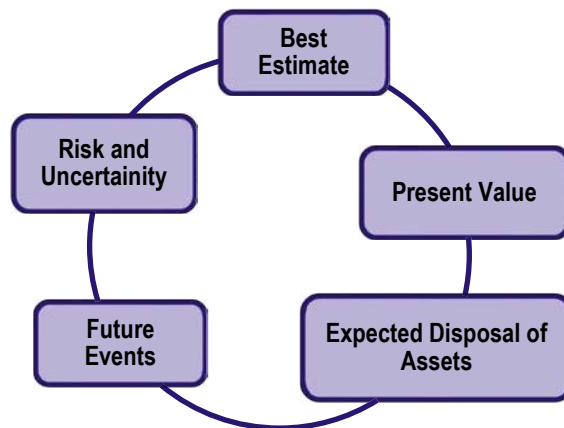 Best
Estimate
Risk and
Uncertainity
Present Value
Future
Events
Expected Disposal of
Assets